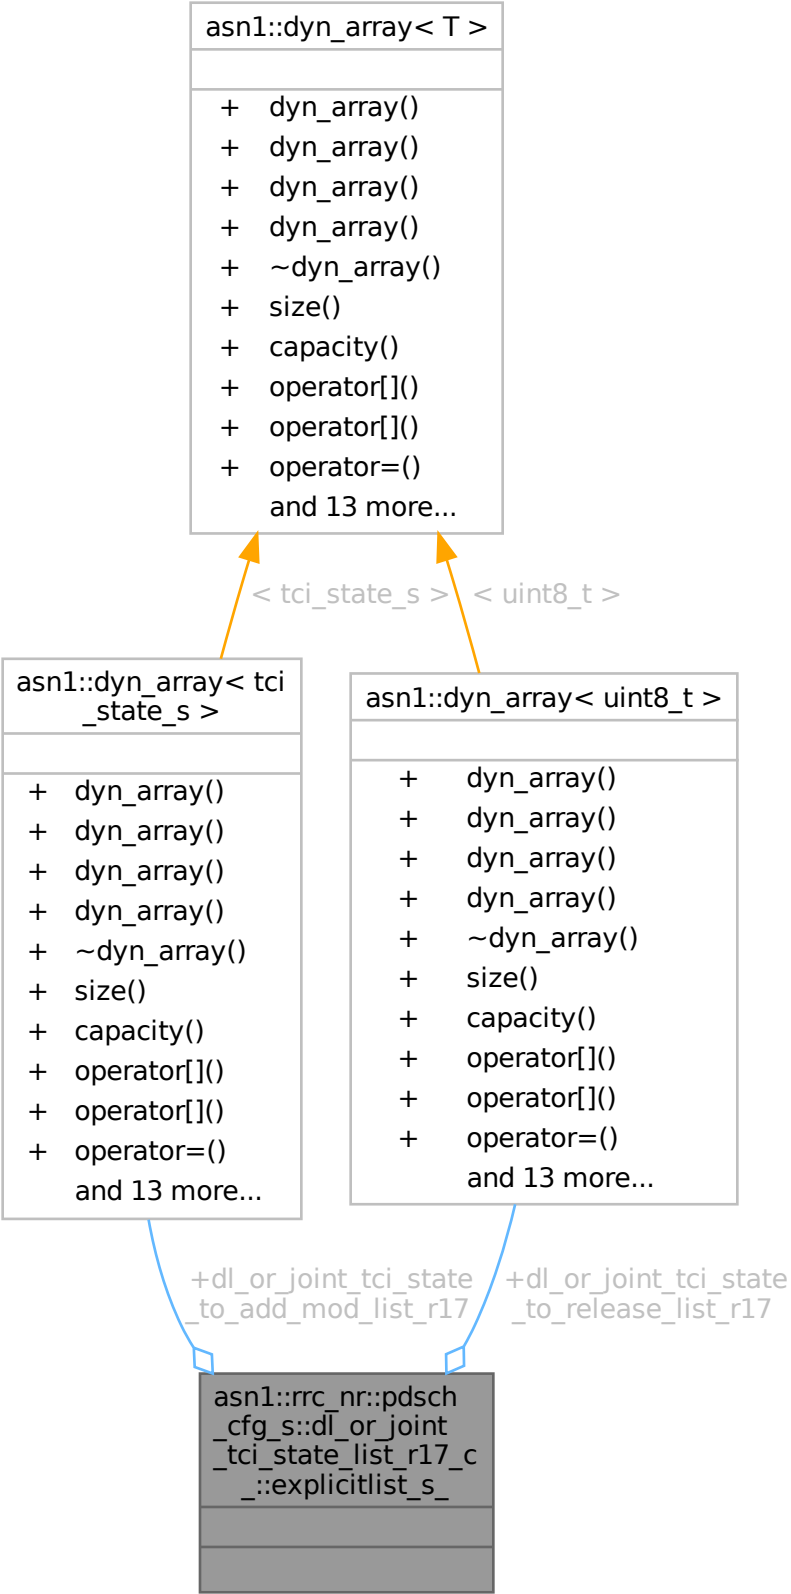 asn1::dyn_array< T >
+ dyn_array()
+ dyn_array()
+ dyn_array()
+ dyn_array()
+ ~dyn_array()
+ size()
+ capacity()
+ operator[]()
+ operator[]()
+ operator=()
and 13 more...
< tci_state_s >
< uint8_t >
asn1::dyn_array< tci
_state_s >
+ dyn_array()
+ dyn_array()
+ dyn_array()
+ dyn_array()
+ ~dyn_array()
+ size()
+ capacity()
+ operator[]()
+ operator[]()
+ operator=()
and 13 more...
asn1::dyn_array< uint8_t >
+ dyn_array()
+ dyn_array()
+ dyn_array()
+ dyn_array()
+ ~dyn_array()
+ size()
+ capacity()
+ operator[]()
+ operator[]()
+ operator=()
and 13 more...
+dl_or_joint_tci_state
_to_add_mod_list_r17
+dl_or_joint_tci_state
_to_release_list_r17
asn1::rrc_nr::pdsch
_cfg_s::dl_or_joint
_tci_state_list_r17_c
_::explicitlist_s_